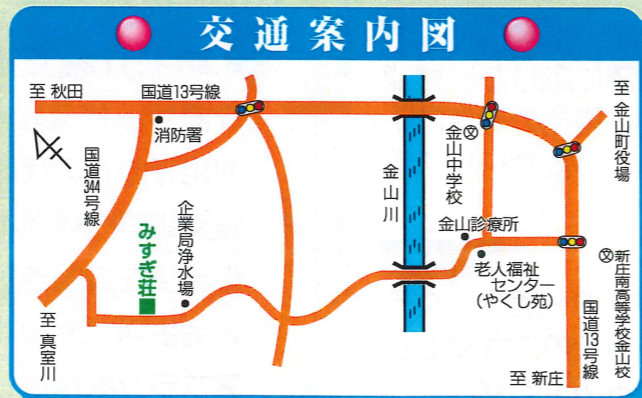 交通案内図
至 秋田
国道13号線
消防署
国道344号線
企業局浄水場
みすぎ荘
至 真室川
金山川
金山中学校
金山診療所
老人福祉
センター
(やくし苑)
至 金山町役場
新庄南高等学校金山校
国道13号線
至 新庄